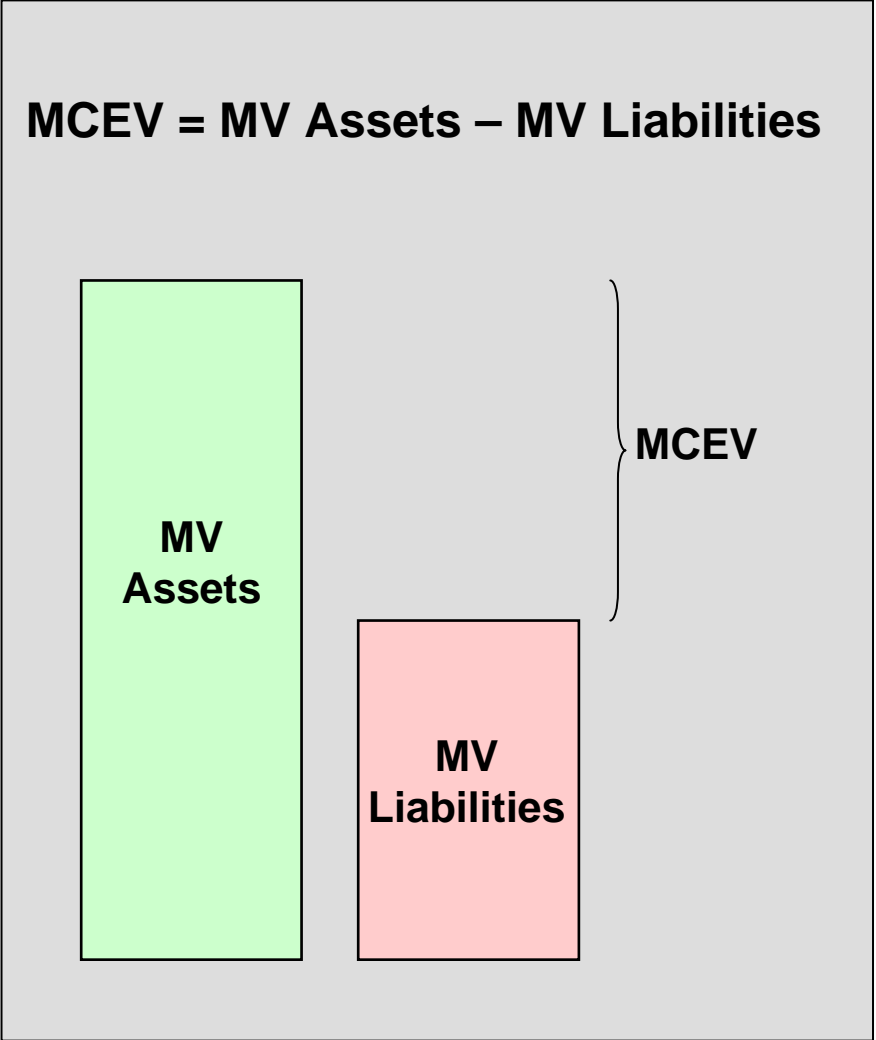 MCEV = MV Assets – MV Liabilities
MCEV
MV
Assets
MV
Liabilities